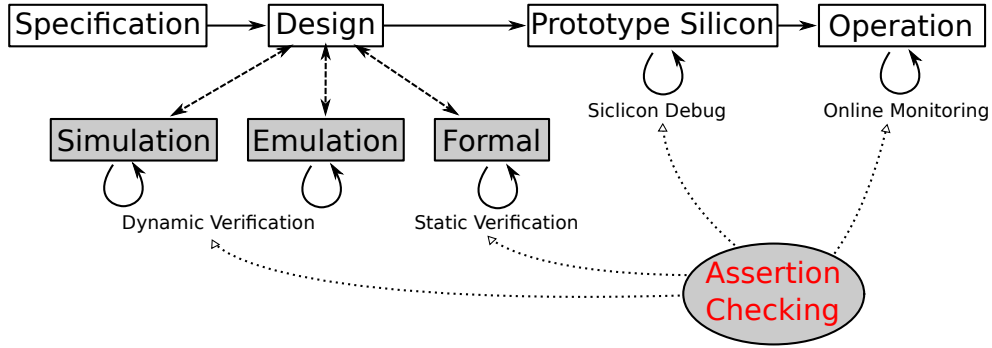 Specification
Design
Prototype Silicon
Operation
Siclicon Debug
Online Monitoring
Simulation
Emulation
Formal
Dynamic Verification
Static Verification
Assertion
Checking